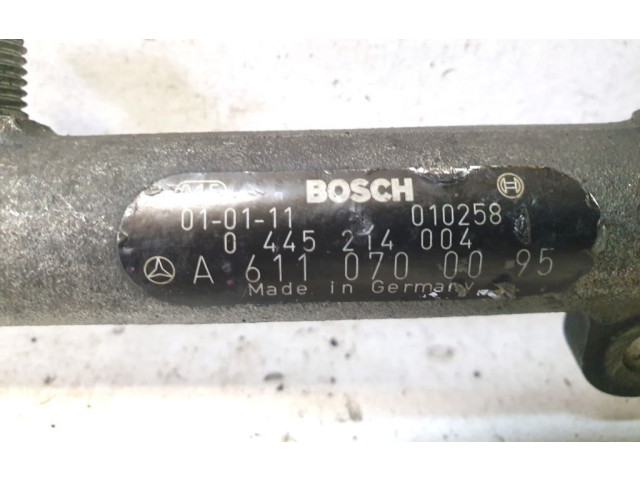 BOSCH
01-01-11 010258
0 445 214 004
A 611 070 00 95
Made in Germany